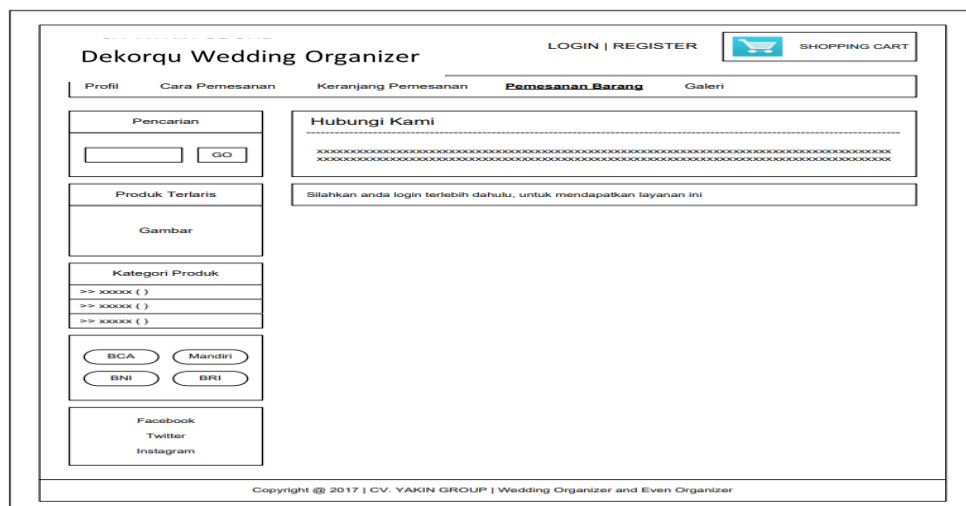 Dekorqu Wedding Organizer
LOGIN | REGISTER
SHOPPING CART
Profil Cara Pemesanan Keranjang Pemesanan Pemesanan Barang Galeri
Pencarian
GO
Produk Terlaris
Gambar
Kategori Produk
>> xxxxx ( )
>> xxxxx ( )
>> xxxxx ( )
BCA Mandiri
BNI BRI
Facebook
Twitter
Instagram
Hubungi Kami
Silahkan anda login terlebih dahulu, untuk mendapatkan layanan ini
Copyright @ 2017 | CV. YAKIN GROUP | Wedding Organizer and Even Organizer